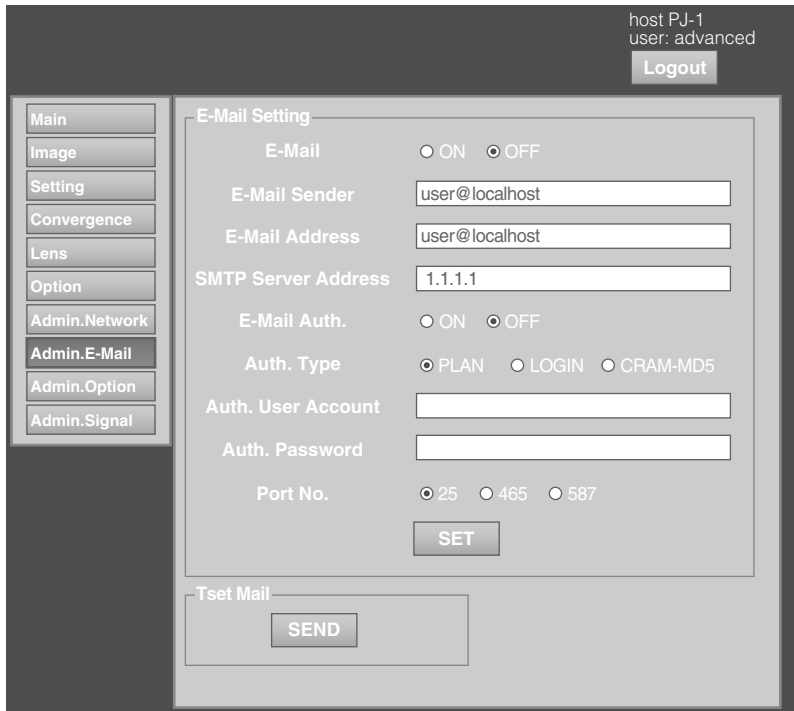 host PJ-1
user: advanced
Logout
Main
Image
Setting
Convergence
Lens
Option
Admin.Network
Admin.E-Mail
Admin.Option
Admin.Signal
E-Mail Setting
E-Mail ON OFF
E-Mail Sender user@localhost
E-Mail Address user@localhost
SMTP Server Address 1.1.1.1
E-Mail Auth. ON OFF
Auth. Type PLAN LOGIN CRAM-MD5
Auth. User Account
Auth. Password
Port No. 25 465 587
SET
Tset Mail
SEND